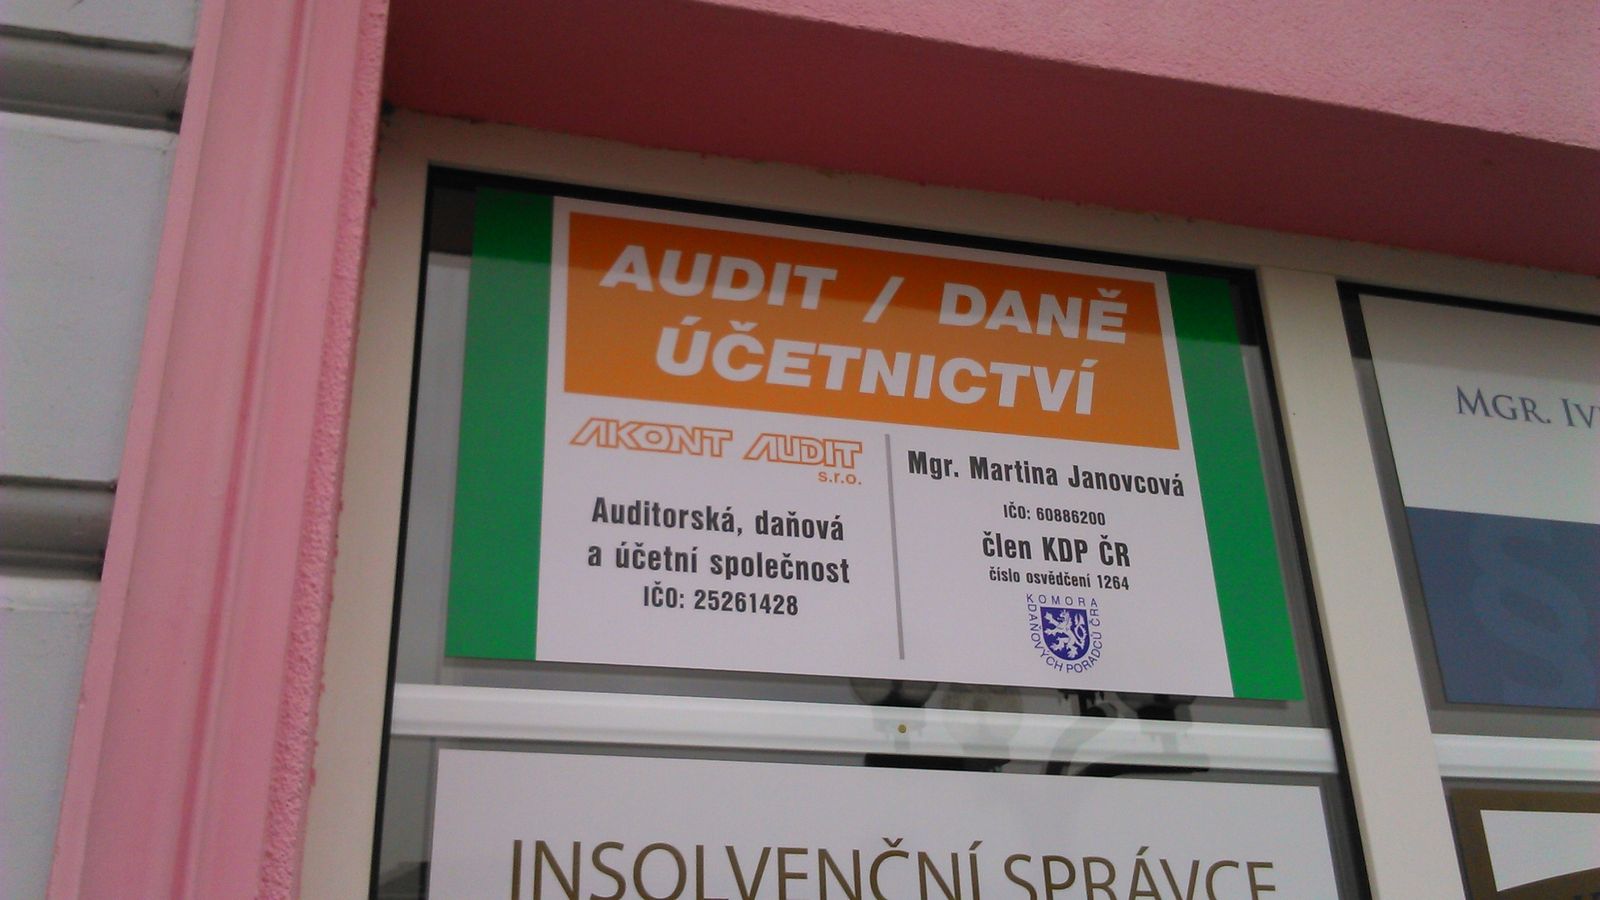 AUDIT / DANĚ
ÚČETNICTVÍ
AKONT AUDIT
s.r.o.
Auditorská, daňová
a účetní společnost
IČO: 25261428
Mgr. Martina Janovcová
IČO: 60886200
člen KDP ČR
číslo osvědčení 1264
KOMORA
DAŇOVÝCH PORADCŮ ČR
MGR.
INSOLVENČNÍ SPRÁVCE